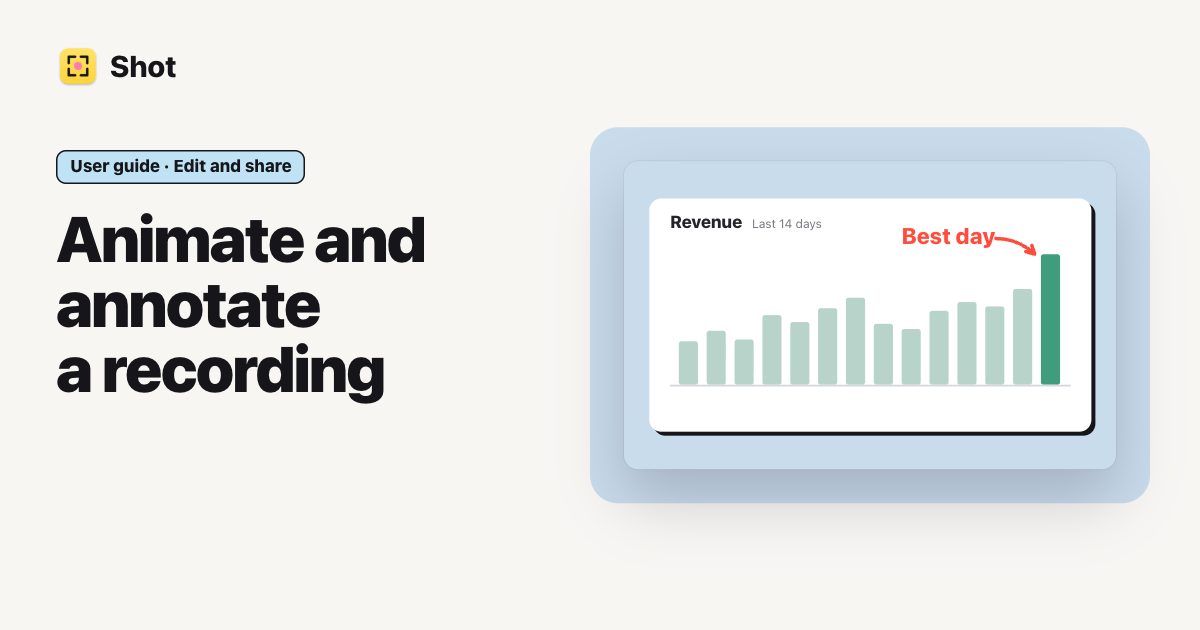 Shot
User guide · Edit and share
Animate and
annotate
a recording
Revenue Last 14 days
Best day